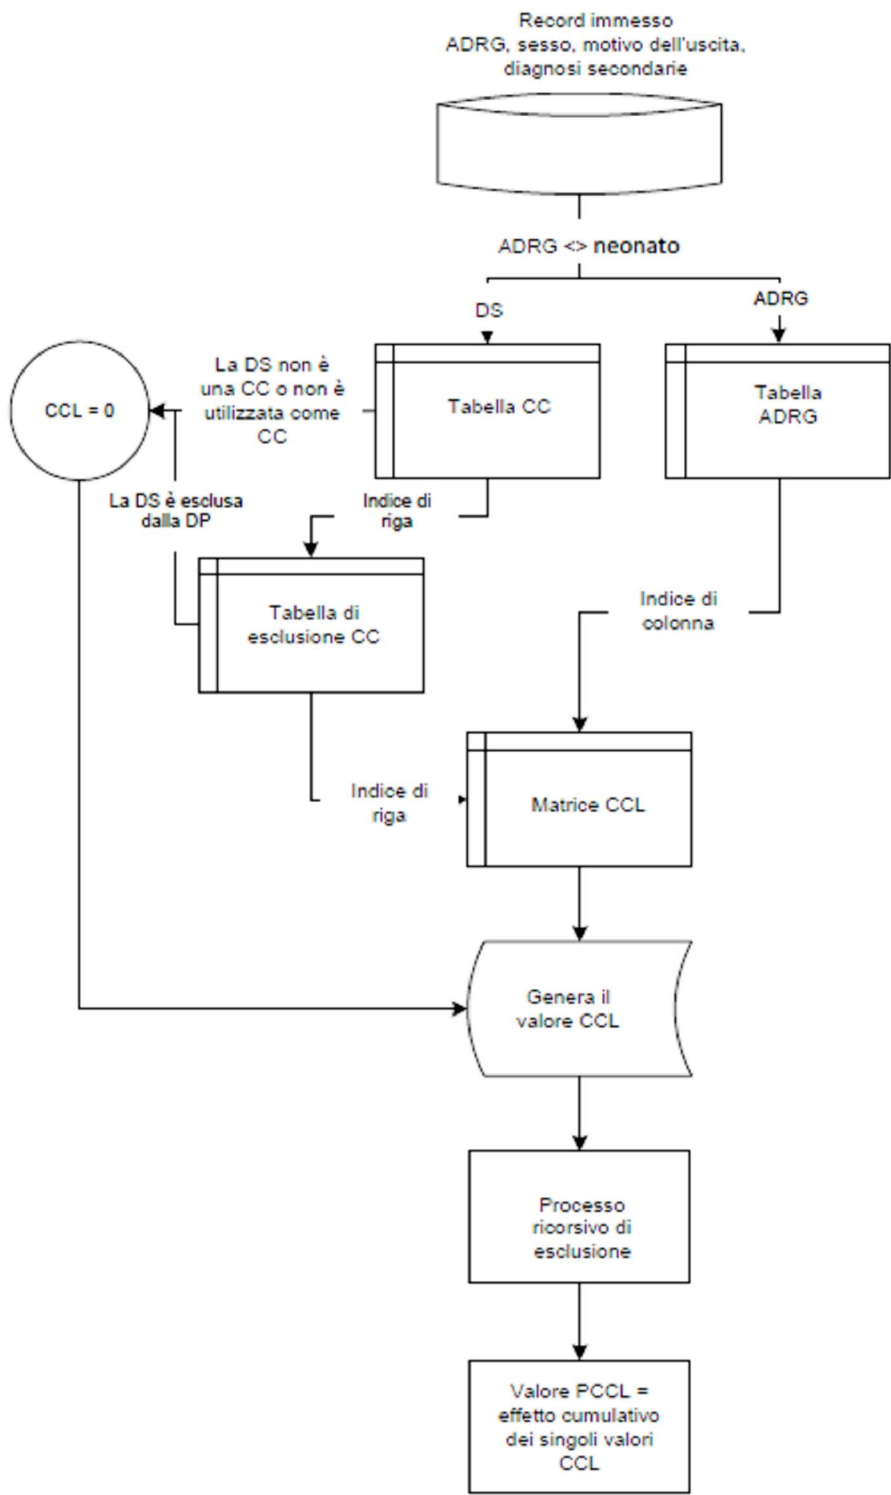 Record immesso
ADRG, sesso, motivo dell'uscita,
diagnosi secondarie
ADRG <> neonato
DS
ADRG
La DS non è
una CC o non è
utilizzata come
CC
CCL = 0
Tabella CC
Tabella
ADRG
La DS è esclusa
dalla DP
Indice di
riga
Tabella di
esclusione CC
Indice di
colonna
Indice di
riga
Matrice CCL
Genera il
valore CCL
Processo
ricorsivo di
esclusione
Valore PCCL =
effetto cumulativo
dei singoli valori
CCL